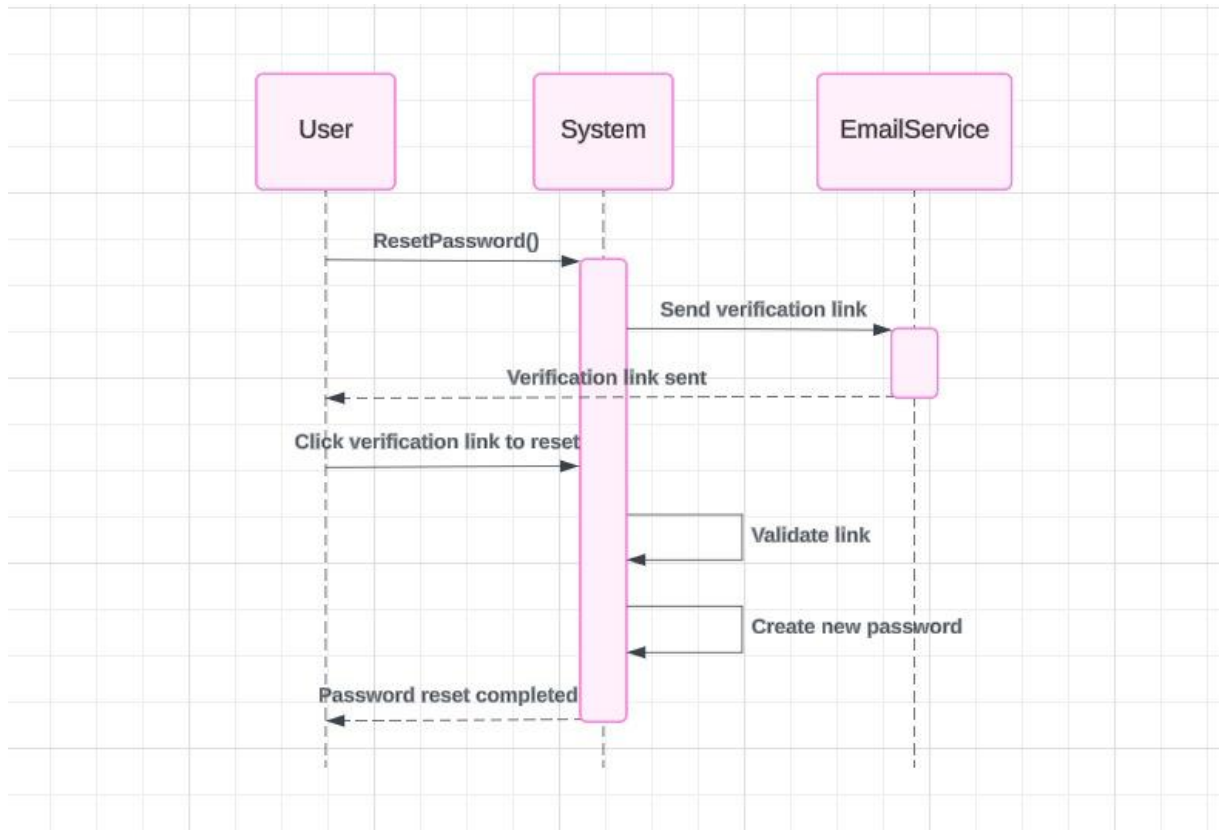 User
System
EmailService
ResetPassword()
Send verification link
Verification link sent
Click verification link to reset
Validate link
Create new password
Password reset completed